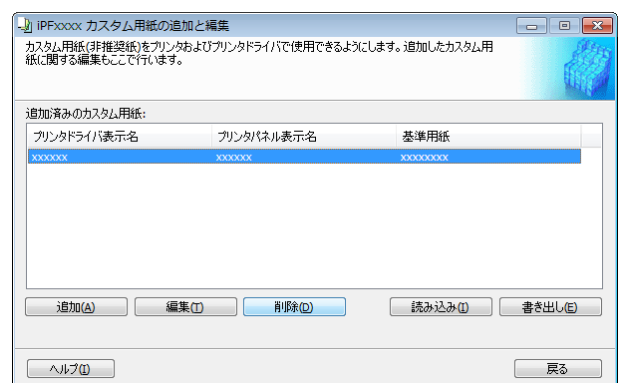 iPFxxxx カスタム用紙の追加と編集
カスタム用紙(非推奨紙)をプリンタおよびプリンタドライバで使用できるようにします。追加したカスタム用
紙に関する編集もここで行います。
追加済みのカスタム用紙:
プリンタドライバ表示名 プリンタパネル表示名 基準用紙
xxxxxx xxxxxx xxxxxxxx
追加(A) 編集(T) 削除(D) 読み込み(I) 書き出し(E)
ヘルプ(I) 戻る